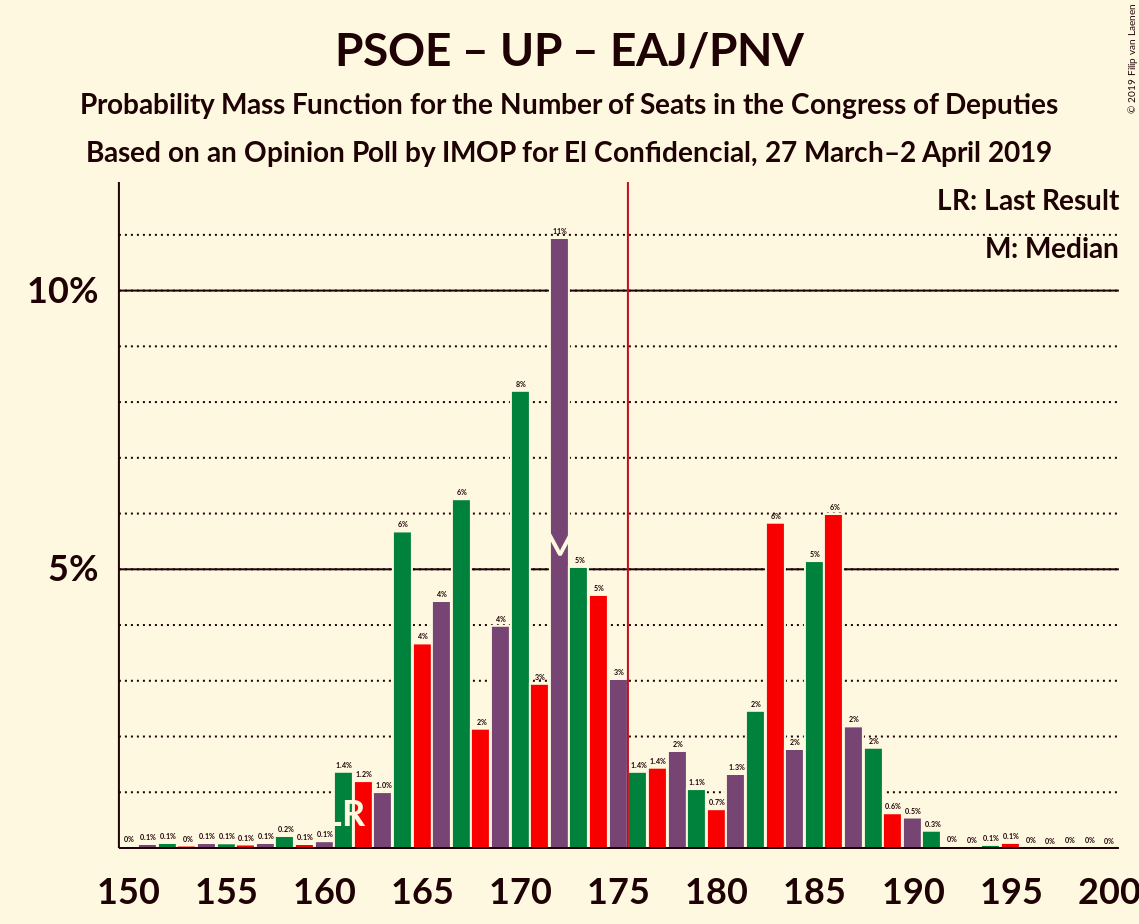 PSOE – UP – EAJ/PNV
Probability Mass Function for the Number of Seats in the Congress of Deputies
Based on an Opinion Poll by IMOP for El Confidencial, 27 March–2 April 2019
© 2019 Filip van Laenen
LR: Last Result
M: Median
10%
5%
0% 0.1% 0.1% 0% 0.1% 0.1% 0.1% 0.1% 0.2% 0.1% 0.1% 1.4% 1.2% 1.0% 6% 4% 4% 6% 2% 4% 8% 3% 11% 5% 5% 3% 1.4% 1.4% 2% 1.1% 0.7% 1.3% 2% 6% 2% 5% 6% 2% 2% 0.6% 0.5% 0.3% 0% 0% 0.1% 0.1% 0% 0% 0% 0% 0%
LR
M
150 155 160 165 170 175 180 185 190 195 200